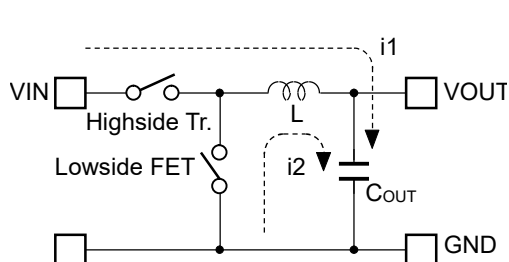 i1
VIN
VOUT
L
Highside Tr.
Lowside FET
i2
COUT
GND